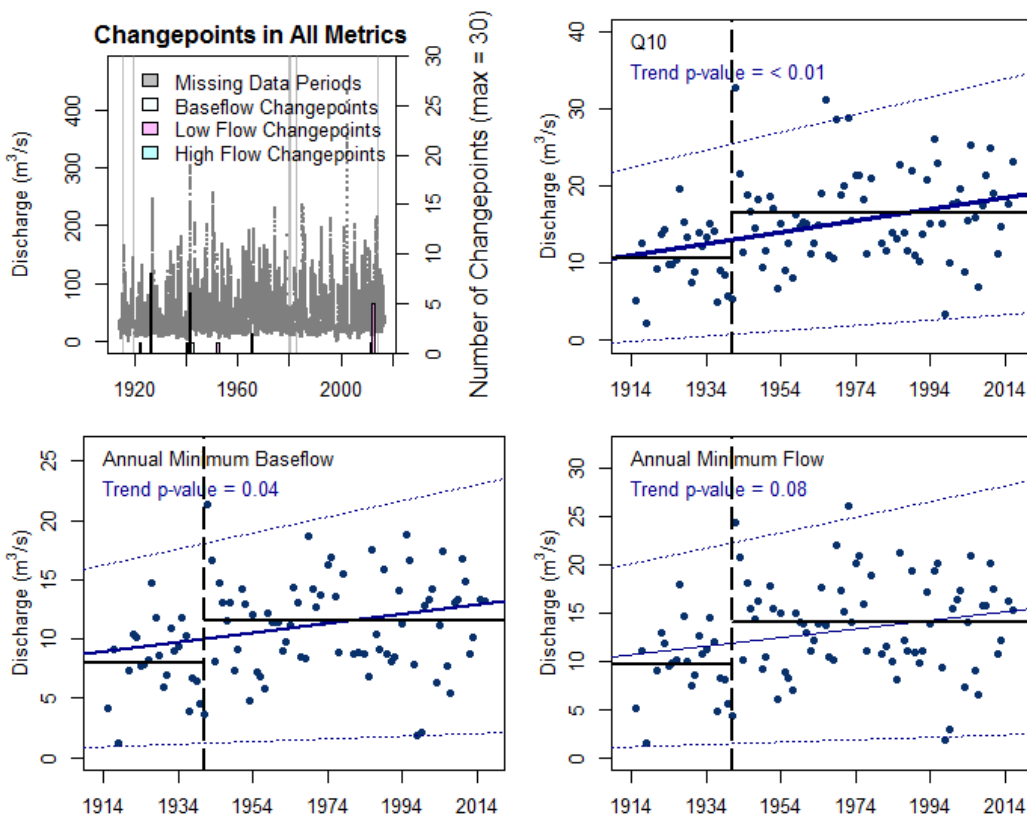 Changepoints in All Metrics
Missing Data Periods
Baseflow Changepoints
Low Flow Changepoints
High Flow Changepoints
Discharge (m³/s)
0 100 200 300 400
Number of Changepoints (max = 30)
0 5 10 15 20 25 30
1920 1960 2000
Q10
Trend p-value = < 0.01
Discharge (m³/s)
0 10 20 30 40
1914 1934 1954 1974 1994 2014
Annual Minimum Baseflow
Trend p-value = 0.04
Discharge (m³/s)
0 5 10 15 20 25
1914 1934 1954 1974 1994 2014
Annual Minimum Flow
Trend p-value = 0.08
Discharge (m³/s)
0 5 10 15 20 25 30
1914 1934 1954 1974 1994 2014